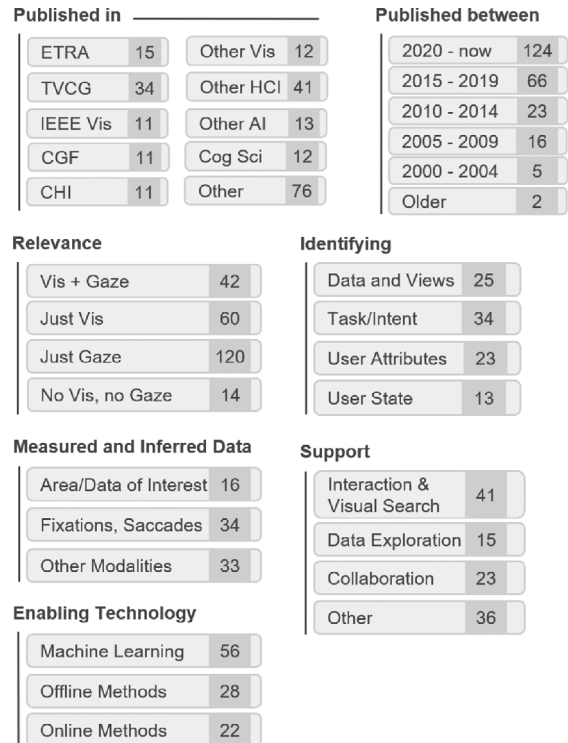 Published in
ETRA 15
TVCG 34
IEEE Vis 11
CGF 11
CHI 11
Other Vis 12
Other HCI 41
Other AI 13
Cog Sci 12
Other 76
Published between
2020 - now 124
2015 - 2019 66
2010 - 2014 23
2005 - 2009 16
2000 - 2004 5
Older 2
Relevance
Vis + Gaze 42
Just Vis 60
Just Gaze 120
No Vis, no Gaze 14
Identifying
Data and Views 25
Task/Intent 34
User Attributes 23
User State 13
Measured and Inferred Data
Area/Data of Interest 16
Fixations, Saccades 34
Other Modalities 33
Support
Interaction &
Visual Search 41
Data Exploration 15
Collaboration 23
Other 36
Enabling Technology
Machine Learning 56
Offline Methods 28
Online Methods 22